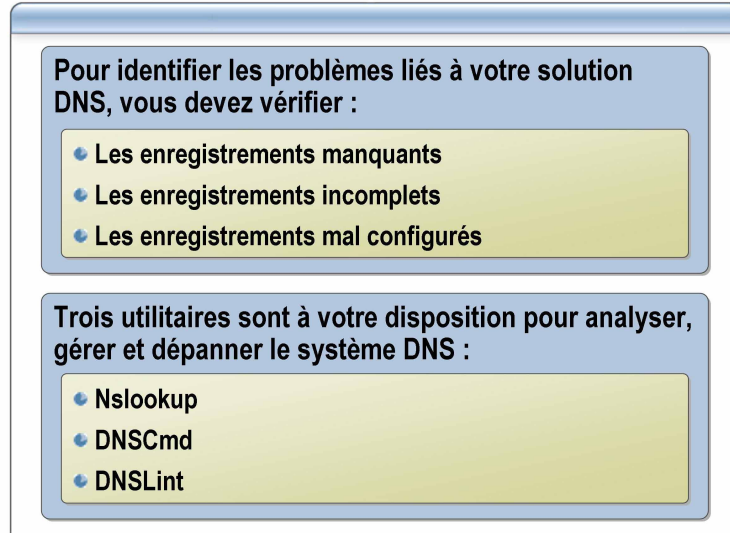 Pour identifier les problèmes liés à votre solution
DNS, vous devez vérifier :
Les enregistrements manquants
Les enregistrements incomplets
Les enregistrements mal configurés
Trois utilitaires sont à votre disposition pour analyser,
gérer et dépanner le système DNS :
Nslookup
DNSCmd
DNSLint